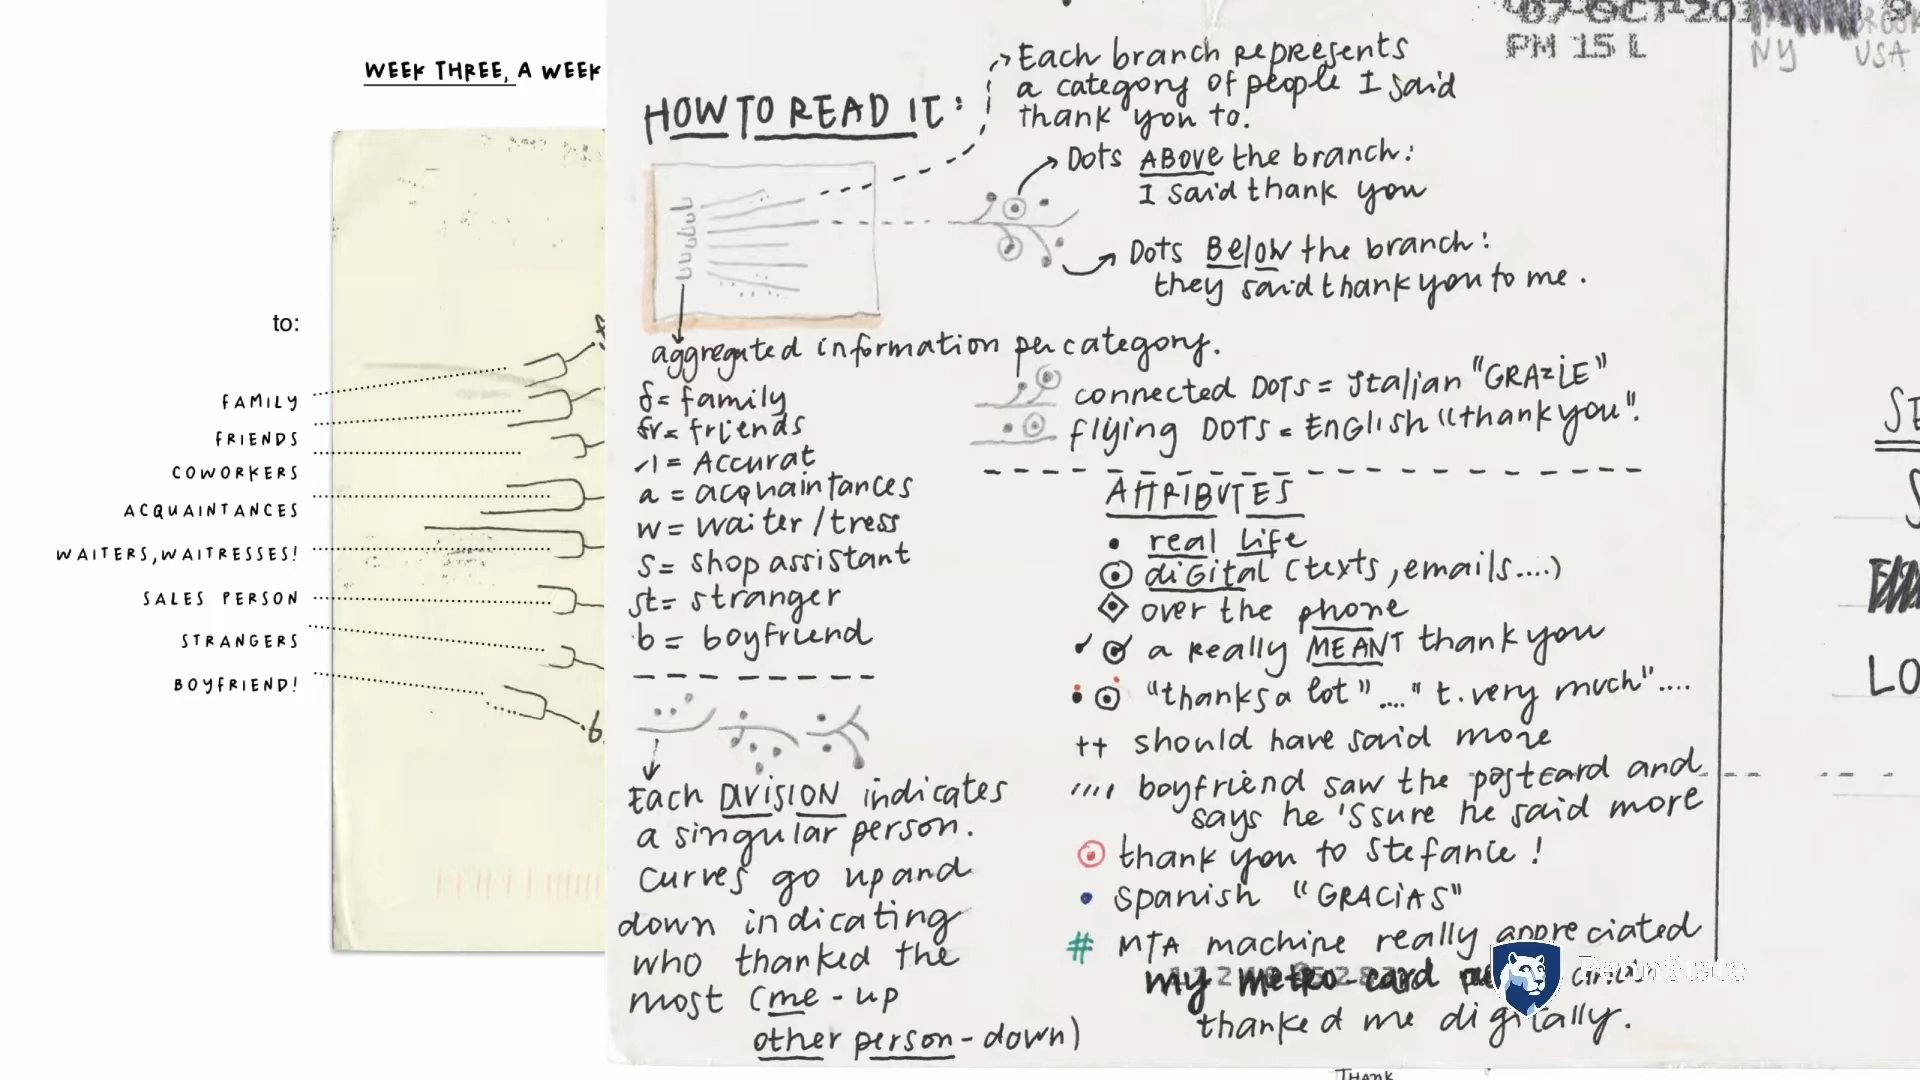 WEEK THREE, A WEEK
to:
FAMILY
FRIENDS
COWORKERS
ACQUAINTANCES
WAITERS, WAITRESSES!
SALES PERSON
STRANGERS
BOYFRIEND!
07 OCT 201
PM 15 L
NY
USA
HOW TO READ IT:
Each branch represents
a category of people I said
thank you to.
Dots ABOVE the branch:
I said thank you
Dots BELOW the branch:
they said thank you to me.
aggregated information per category.
f = family
fr = friends
= Accurat
a = acquaintances
w = waiter/tress
s = shop assistant
st = stranger
b = boyfriend
connected DOTS = Italian "GRAZIE"
flying DOTS = ENGLISH "thank you".
Each DIVISION indicates
a singular person.
curves go up and
down indicating
who thanked the
most (me - up
other person - down)
ATTRIBUTES
real life
digital (texts, emails....)
over the phone
a really MEANT thank you
"thanks a lot" .... "t. very much" ....
++ should have said more
boyfriend saw the postcard and
says he 's sure he said more
thank you to Stefanie!
Spanish "GRACIAS"
# MTA machine really appreciated
my metro-card
thanked me digitally.
PennState
THANK
LO